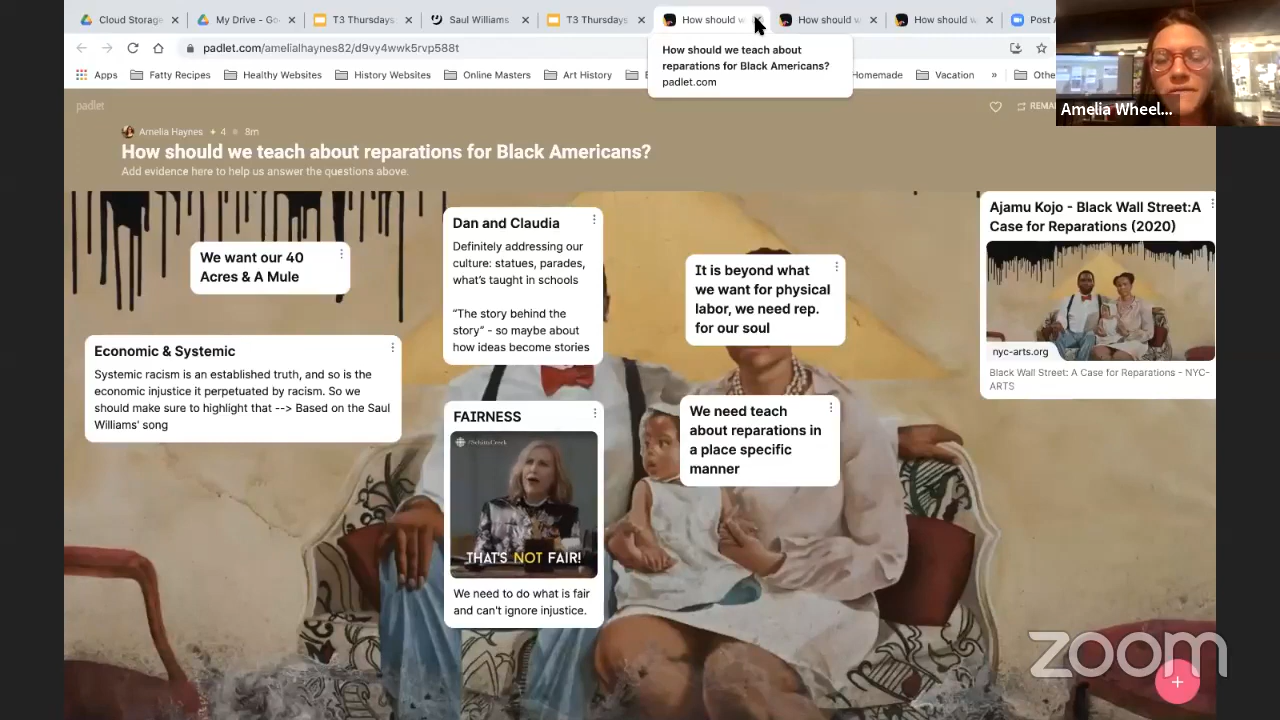 Cloud Storage
My Drive - Go
T3 Thursdays:
Saul Williams
T3 Thursdays
How should w
How should w
How should w
Post A
padlet.com/amelialhaynes82/d9vy4wwk5rvp588t
Apps
Fatty Recipes
Healthy Websites
History Websites
Online Masters
Art History
Homemade
Vacation
»
Othe
How should we teach about
reparations for Black Americans?
padlet.com
Amelia Wheel...
padlet
REMA
Amelia Haynes + 4 8m
How should we teach about reparations for Black Americans?
Add evidence here to help us answer the questions above.
We want our 40
Acres & A Mule
Economic & Systemic
Systemic racism is an established truth, and so is the
economic injustice it perpetuated by racism. So we
should make sure to highlight that --> Based on the Saul
Williams' song
Dan and Claudia
Definitely addressing our
culture: statues, parades,
what's taught in schools
“The story behind the
story” - so maybe about
how ideas become stories
FAIRNESS
/SchittsCreek
THAT'S NOT FAIR!
We need to do what is fair
and can't ignore injustice.
It is beyond what
we want for physical
labor, we need rep.
for our soul
We need teach
about reparations in
a place specific
manner
Ajamu Kojo - Black Wall Street:A
Case for Reparations (2020)
nyc-arts.org
Black Wall Street: A Case for Reparations - NYC-
ARTS
zoom